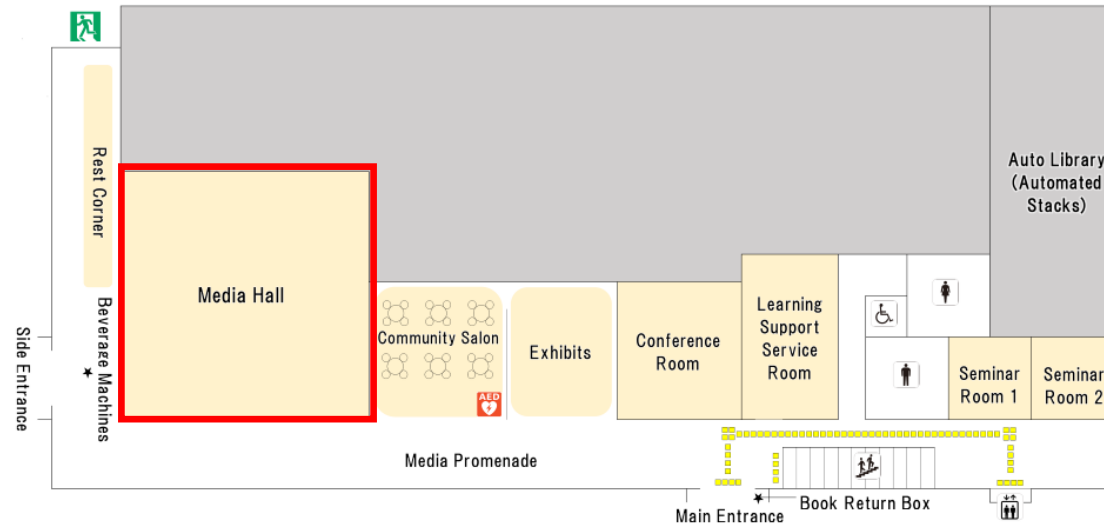 Rest Corner
Media Hall
Beverage Machines
Side Entrance
Community Salon
AED
Exhibits
Conference
Room
Learning
Support
Service
Room
Auto Library
(Automated
Stacks)
Seminar
Room 1
Seminar
Room 2
Media Promenade
Main Entrance
Book Return Box